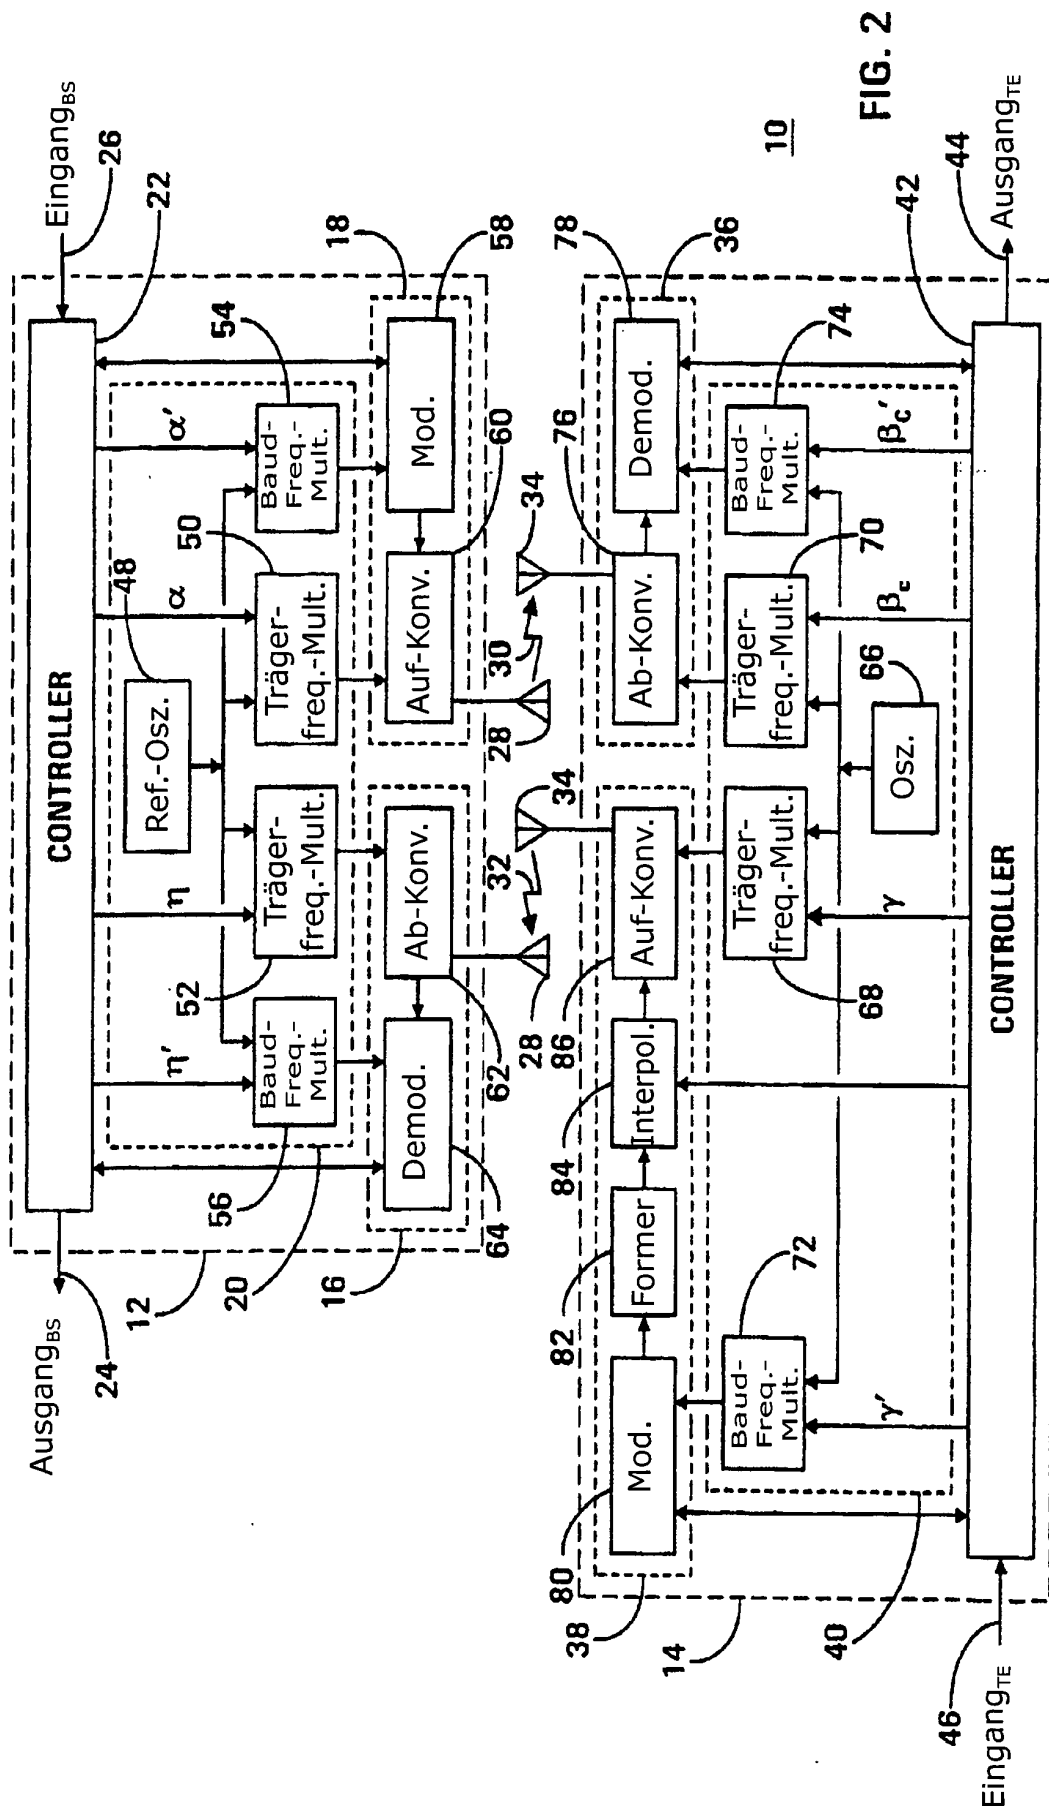 Ausgang_BS
24
12
20
16
Eingang_BS
26
22
CONTROLLER
η'
η
α
α'
48
Ref.-Osz.
56
52
50
54
Baud-
Freq.-
Mult.
Träger-
freq.-Mult.
Träger-
freq.-Mult.
Baud-
Freq.-
Mult.
18
58
64
Demod.
62
Ab-Konv.
Auf-Konv.
60
Mod.
28
32
34
28
30
34
10
FIG. 2
80
Mod.
82
Former
84
Interpol.
86
Auf-Konv.
76
Ab-Konv.
78
Demod.
36
38
14
40
72
Baud-
Freq.-
Mult.
68
Träger-
freq.-Mult.
70
Träger-
freq.-Mult.
74
Baud-
Freq.-
Mult.
66
Osz.
γ'
γ
β_c
β_c'
42
CONTROLLER
46
Eingang_TE
44
Ausgang_TE